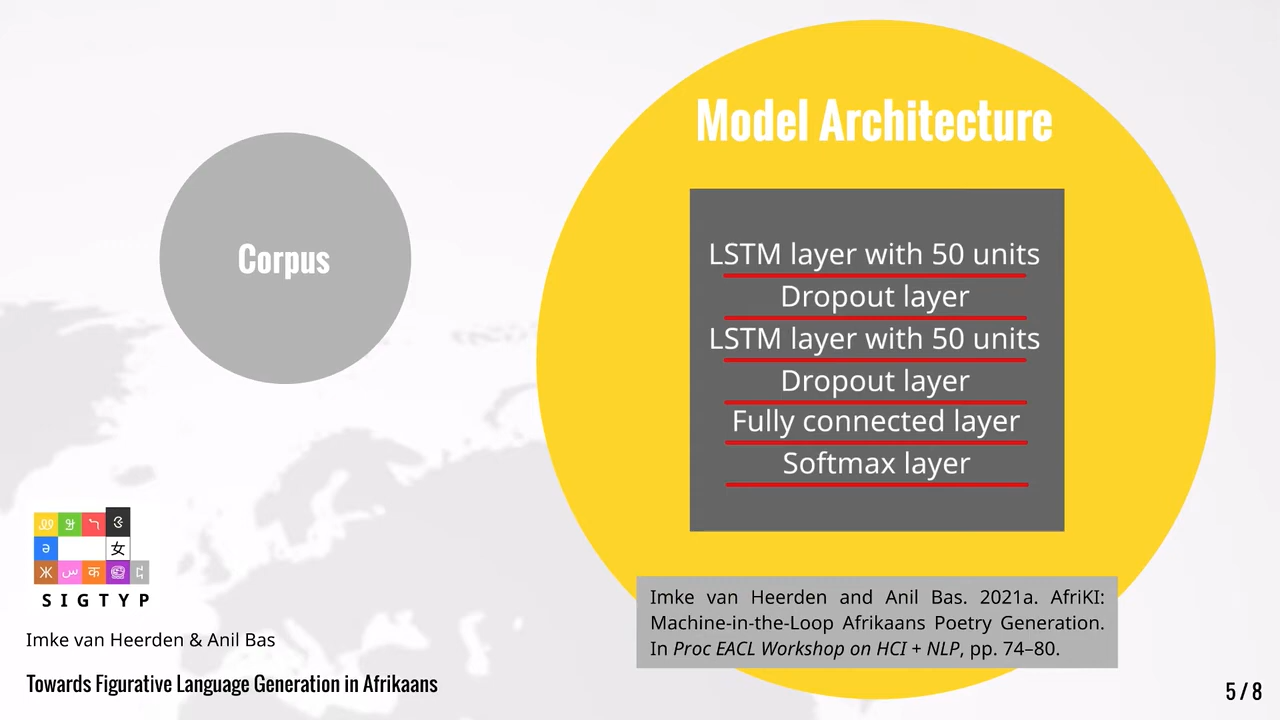 Model Architecture
Corpus
LSTM layer with 50 units
Dropout layer
LSTM layer with 50 units
Dropout layer
Fully connected layer
Softmax layer
Imke van Heerden and Anil Bas. 2021a. AfriKI:
Machine-in-the-Loop Afrikaans Poetry Generation.
In Proc EACL Workshop on HCI + NLP, pp. 74–80.
ə 女
Ж س क
SIGTYP
Imke van Heerden & Anil Bas
Towards Figurative Language Generation in Afrikaans
5 / 8